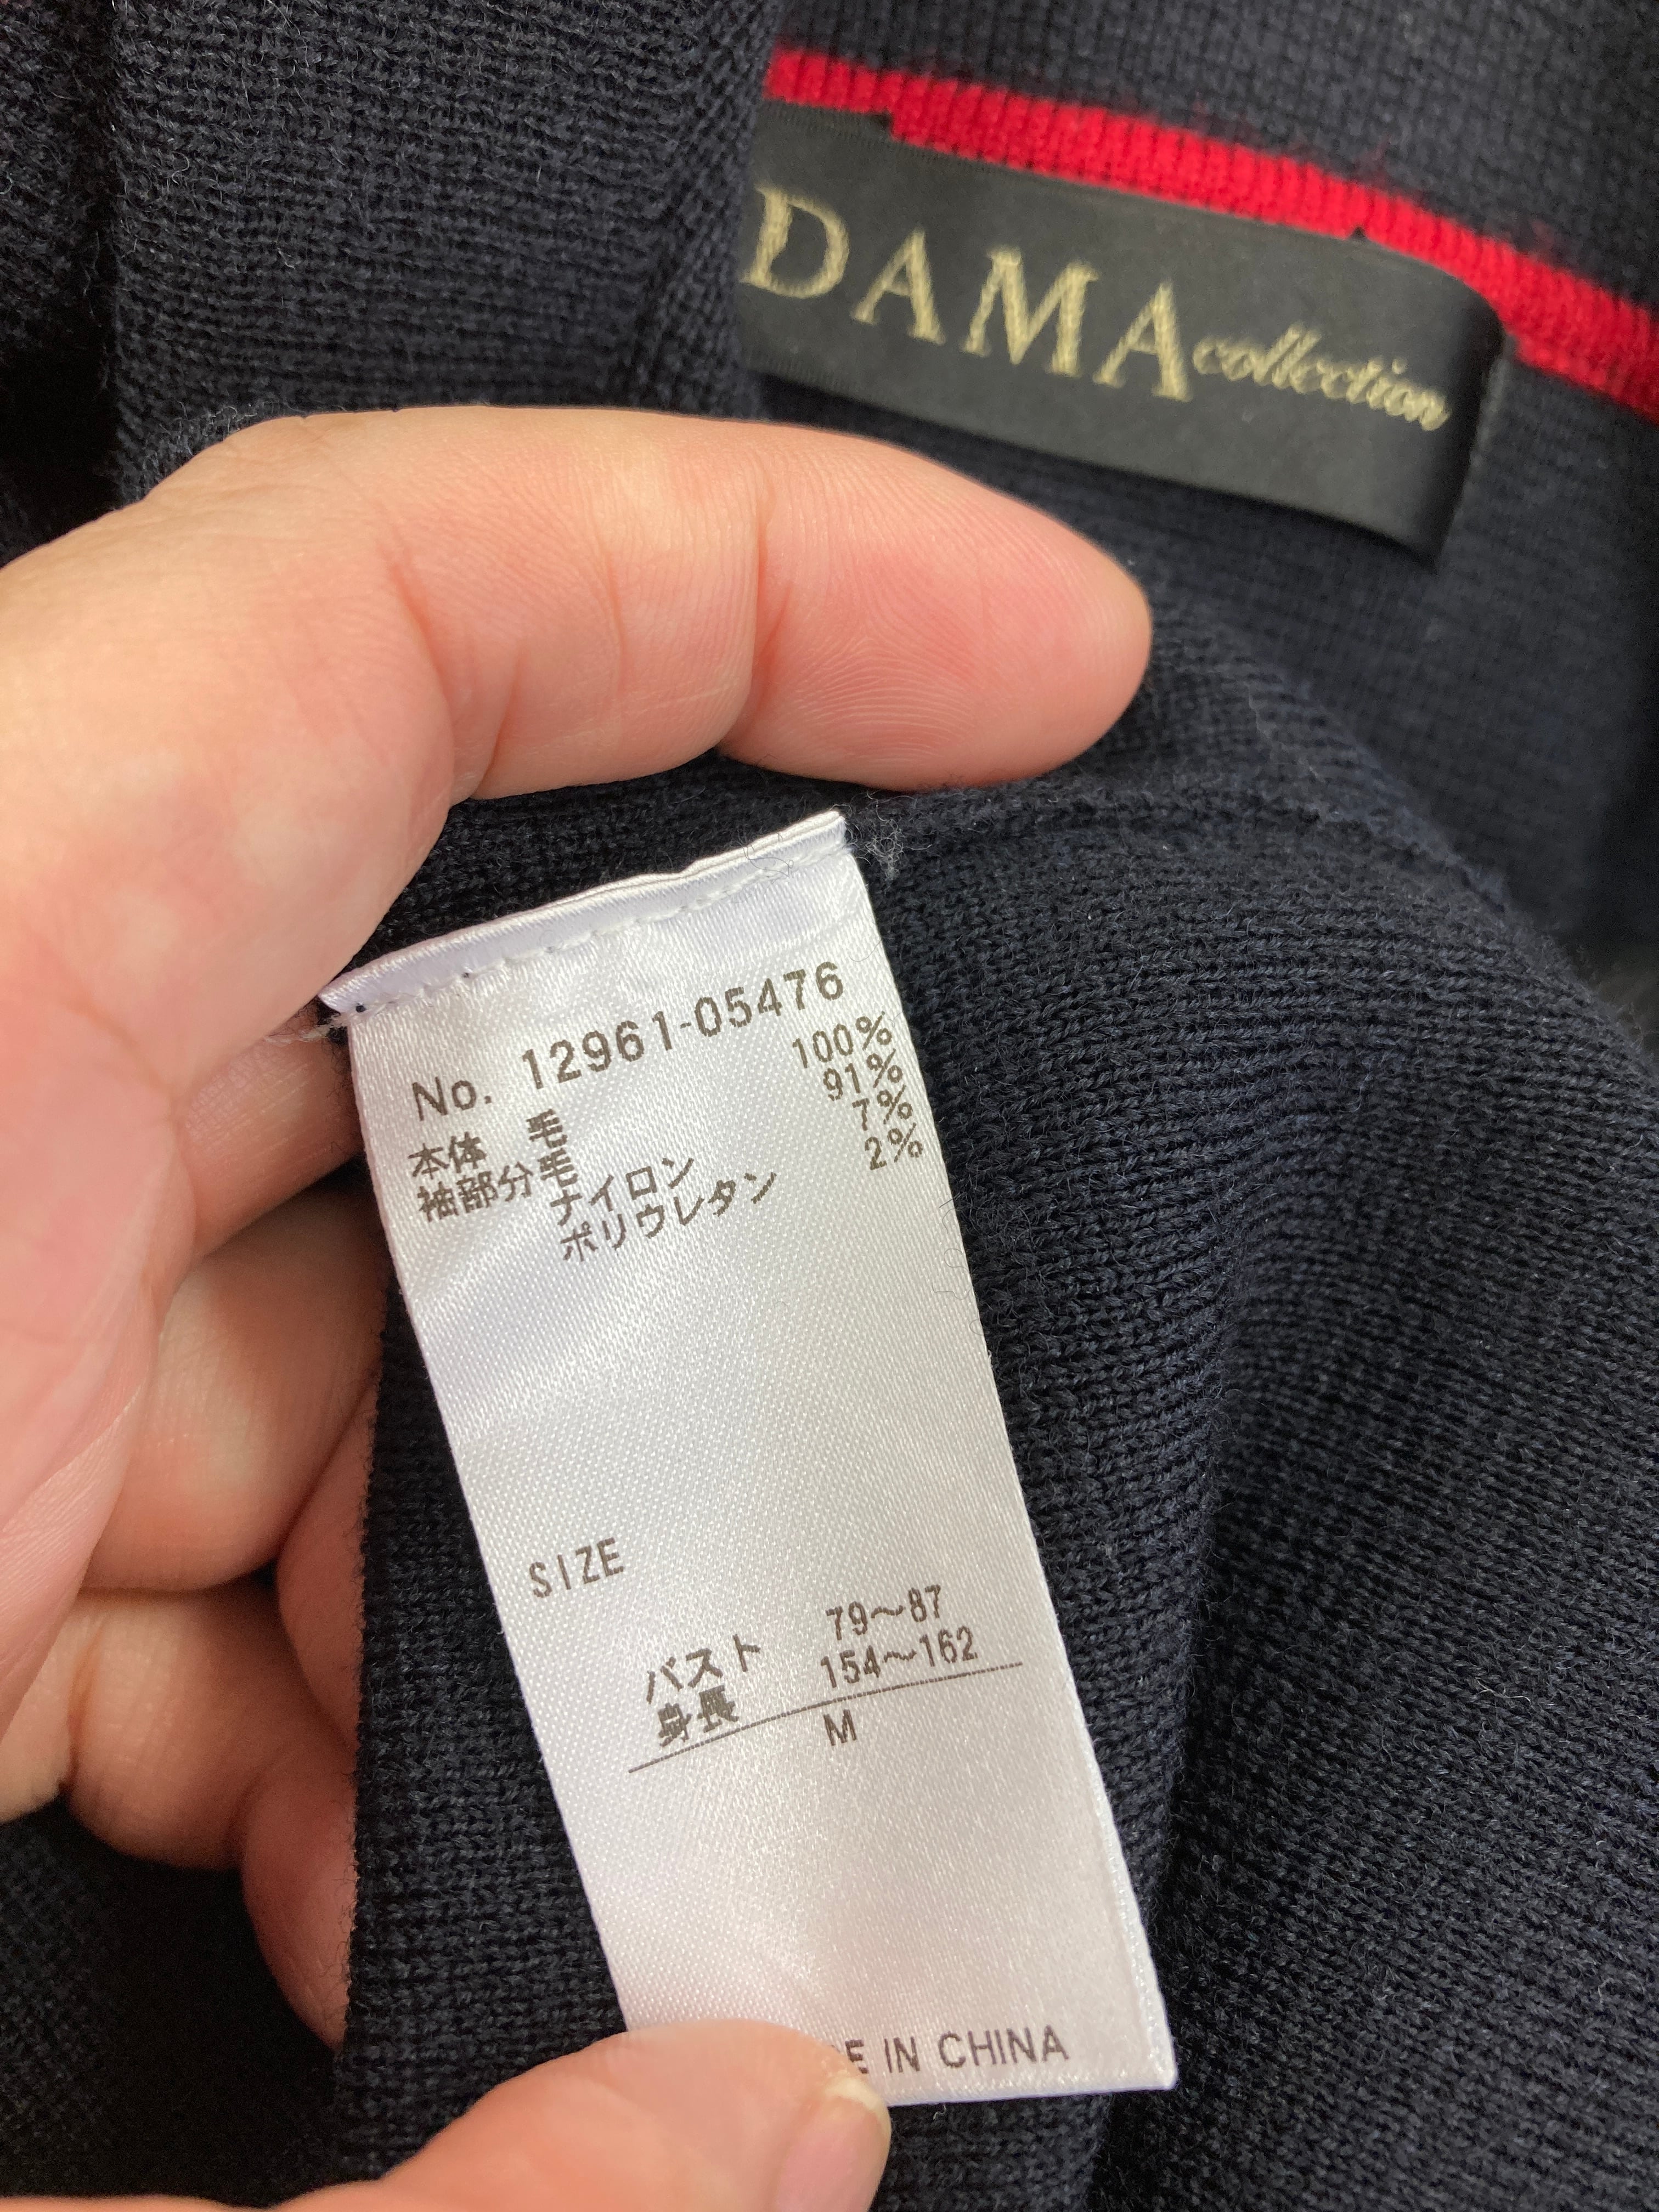 DAMA collection
No. 12961-05476
本体 毛 100%
袖部分毛 91%
ナイロン 7%
ポリウレタン 2%
SIZE
バスト 79～87
身長 154～162
M
E IN CHINA